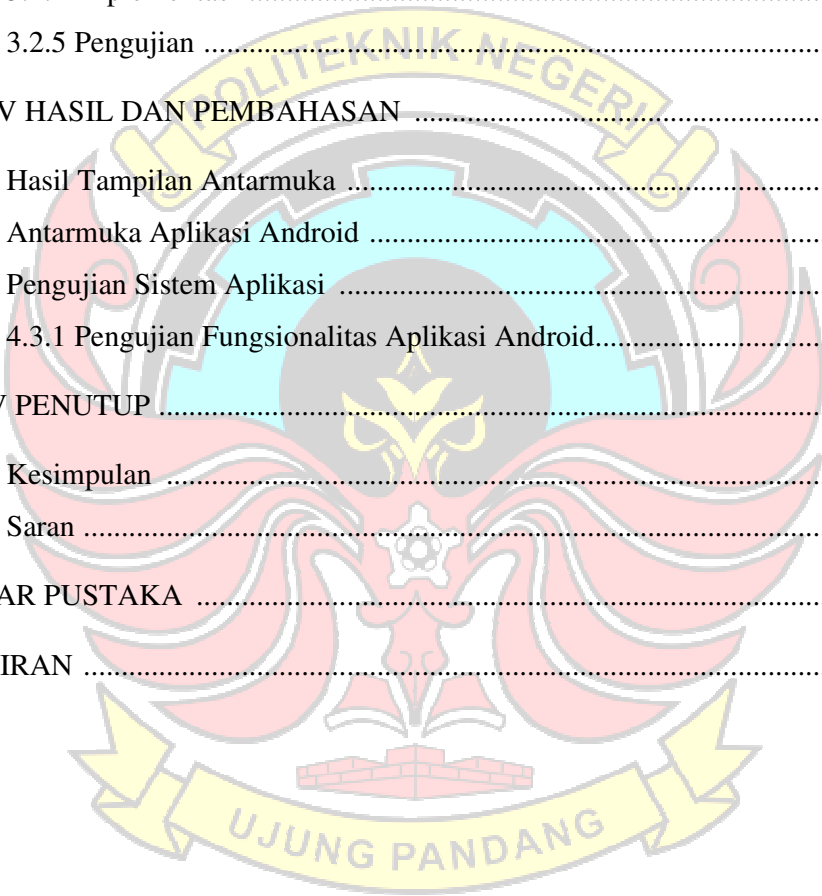 3.2.5 Pengujian ................................................................
V HASIL DAN PEMBAHASAN ................................................................
Hasil Tampilan Antarmuka ................................................................
Antarmuka Aplikasi Android ................................................................
Pengujian Sistem Aplikasi ................................................................
4.3.1 Pengujian Fungsionalitas Aplikasi Android................................
PENUTUP ................................................................
Kesimpulan ................................................................
Saran ................................................................
AR PUSTAKA ................................................................
IRAN ................................................................
POLITEKNIK NEGERI
UJUNG PANDANG